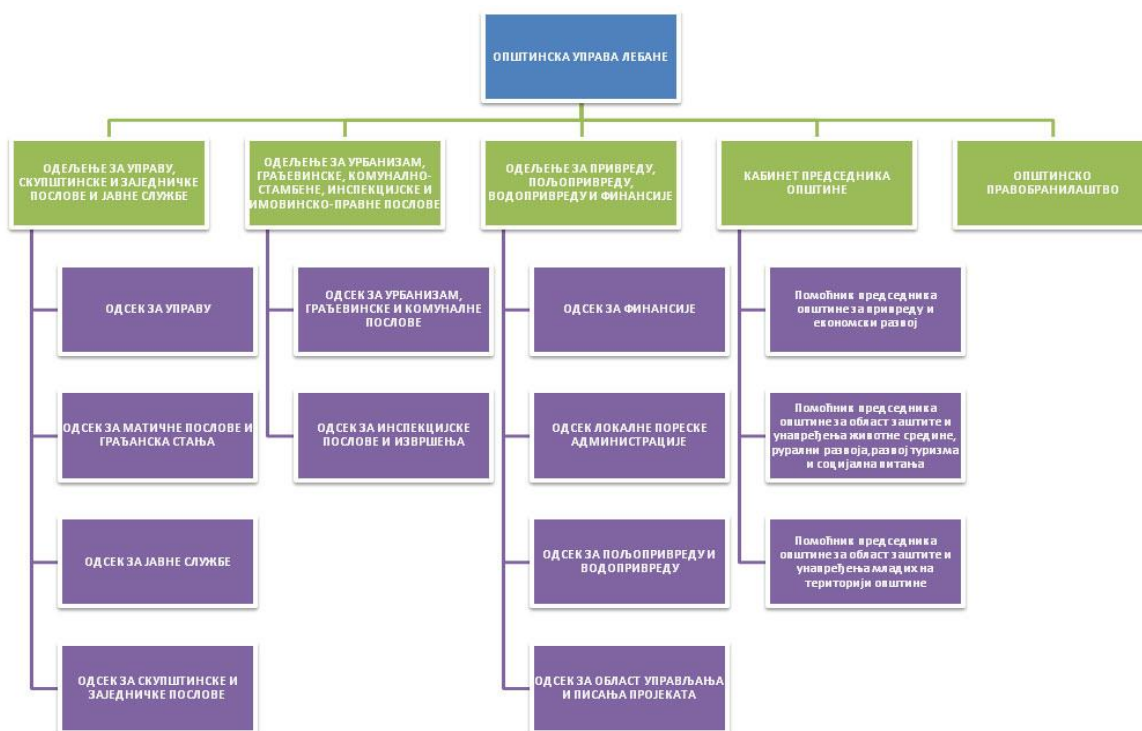 ОПШТИНСКА УПРАВА ЛЕБАНЕ
ОДЕЉЕЊЕ ЗА УПРАВУ,
СКУПШТИНСКЕ И ЗАЈЕДНИЧКЕ
ПОСЛОВЕ И ЈАВНЕ СЛУЖБЕ
ОДСЕК ЗА УПРАВУ
ОДСЕК ЗА МАТИЧНЕ ПОСЛОВЕ И
ГРАЂАНСКА СТАЊА
ОДСЕК ЗА ЈАВНЕ СЛУЖБЕ
ОДСЕК ЗА СКУПШТИНСКЕ И
ЗАЈЕДНИЧКЕ ПОСЛОВЕ
ОДЕЉЕЊЕ ЗА УРБАНИЗАМ,
ГРАЂЕВИНСКЕ, КОМУНАЛНО-
СТАМБЕНЕ, ИНСПЕКЦИЈСКЕ И
ИМОВИНСКО-ПРАВНЕ ПОСЛОВЕ
ОДСЕК ЗА УРБАНИЗАМ,
ГРАЂЕВИНСКЕ И КОМУНАЛНЕ
ПОСЛОВЕ
ОДСЕК ЗА ИНСПЕКЦИЈСКЕ
ПОСЛОВЕ И ИЗВРШЕЊА
ОДЕЉЕЊЕ ЗА ПРИВРЕДУ,
ПОЉОПРИВРЕДУ,
ВОДОПРИВРЕДУ И ФИНАНСИЈЕ
ОДСЕК ЗА ФИНАНСИЈЕ
ОДСЕК ЛОКАЛНЕ ПОРЕСКЕ
АДМИНИСТРАЦИЈЕ
ОДСЕК ЗА ПОЉОПРИВРЕДУ И
ВОДОПРИВРЕДУ
ОДСЕК ЗА ОБЛАСТ УПРАВЉАЊА
И ПИСАЊА ПРОЈЕКАТА
КАБИНЕТ ПРЕДСЕДНИКА
ОПШТИНЕ
Помоћник председника
општине за привреду и
економски развој
Помоћник председника
општине за област заштите и
унапређења животне средине,
рурални развоја,развој туризма
и социјална питања
Помоћник председника
општине за област заштите и
унапређења младих на
територији општине
ОПШТИНСКО
ПРАВОБРАНИЛАШТВО